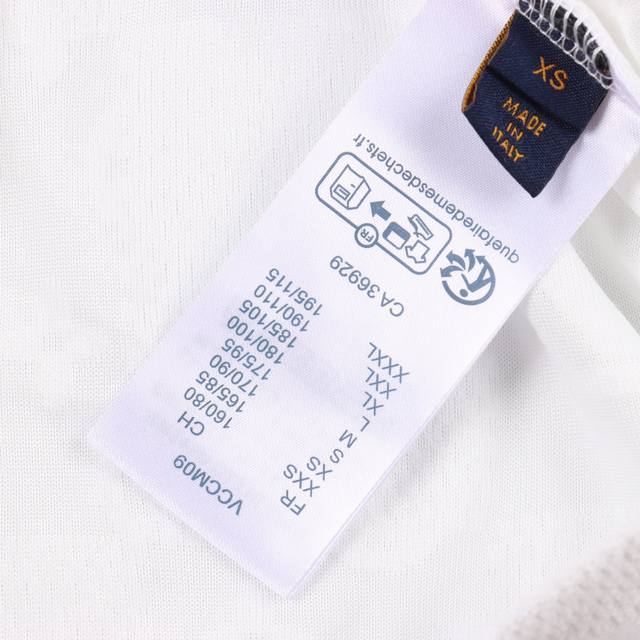 XS
MADE
IN
ITALY
VCCM09
FR CH
XXS 160/80
XS 165/85
S 170/90
M 175/95
L 180/100
XL 185/105
XXL 190/110
XXXL 195/115
CA 36929
FR
quefairedemesdechets.fr